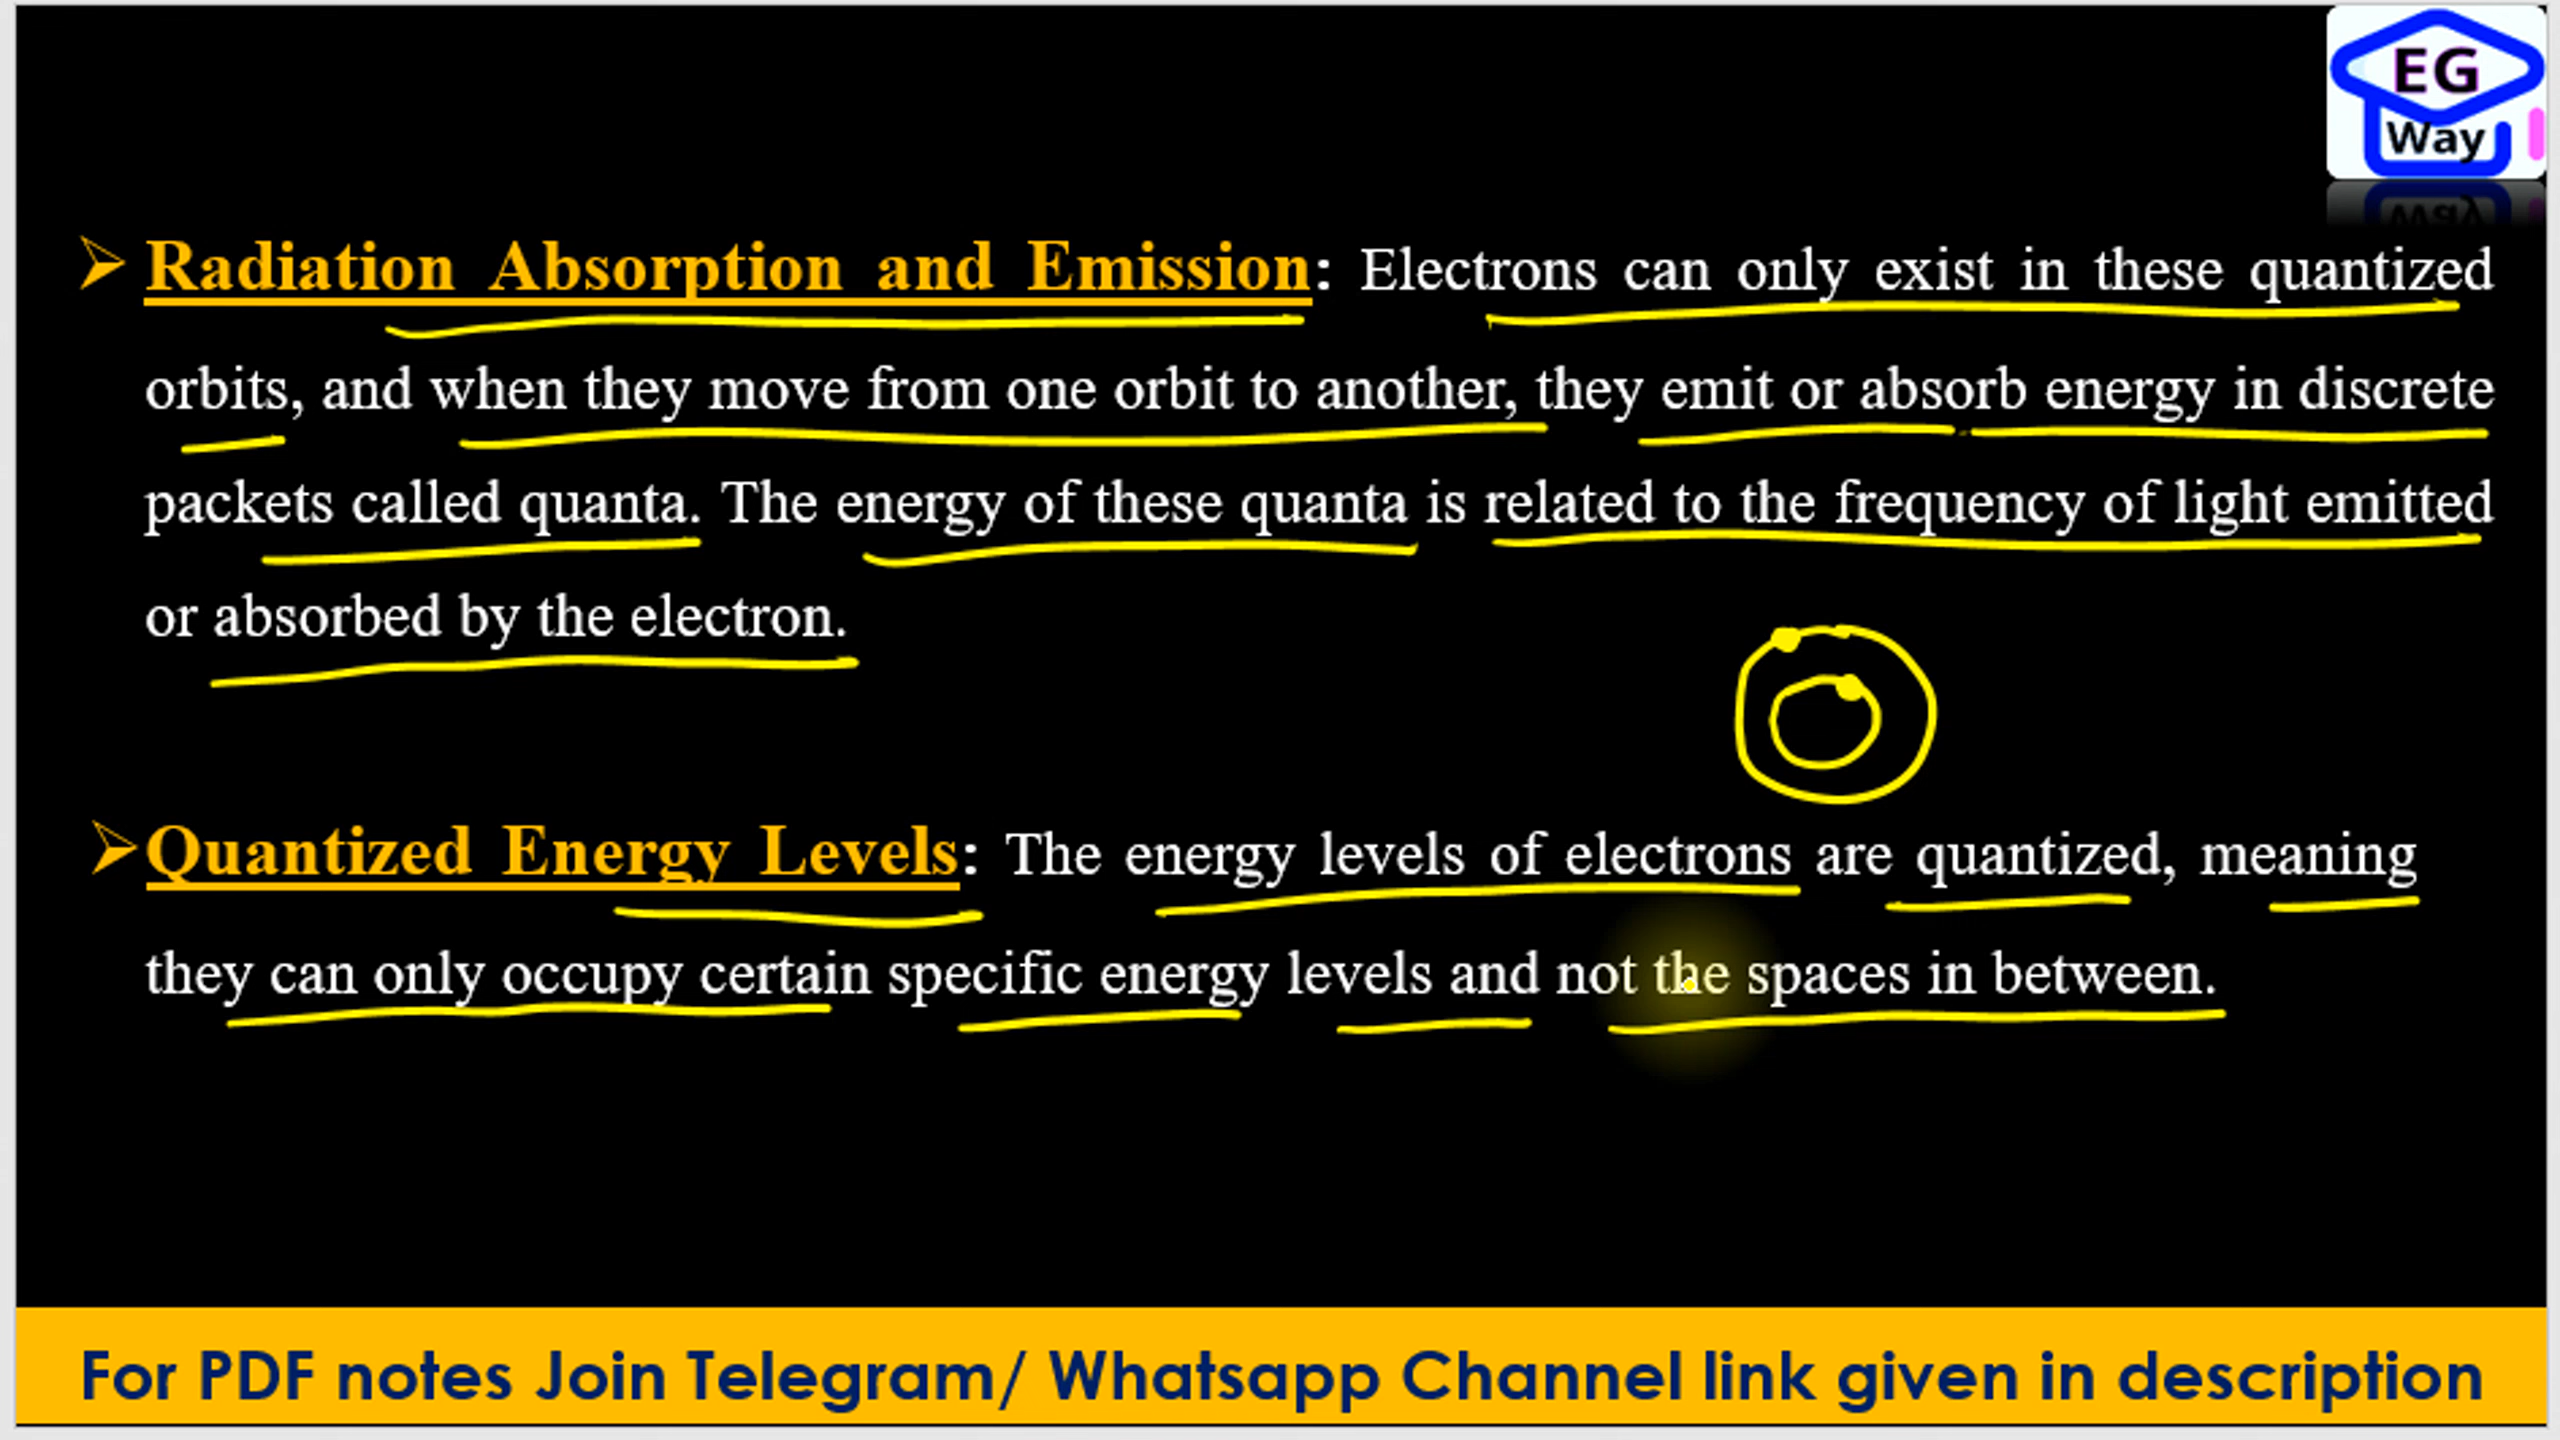 EG
Way
➢ Radiation Absorption and Emission: Electrons can only exist in these quantized
orbits, and when they move from one orbit to another, they emit or absorb energy in discrete
packets called quanta. The energy of these quanta is related to the frequency of light emitted
or absorbed by the electron.
➢ Quantized Energy Levels: The energy levels of electrons are quantized, meaning
they can only occupy certain specific energy levels and not the spaces in between.
For PDF notes Join Telegram/ Whatsapp Channel link given in description